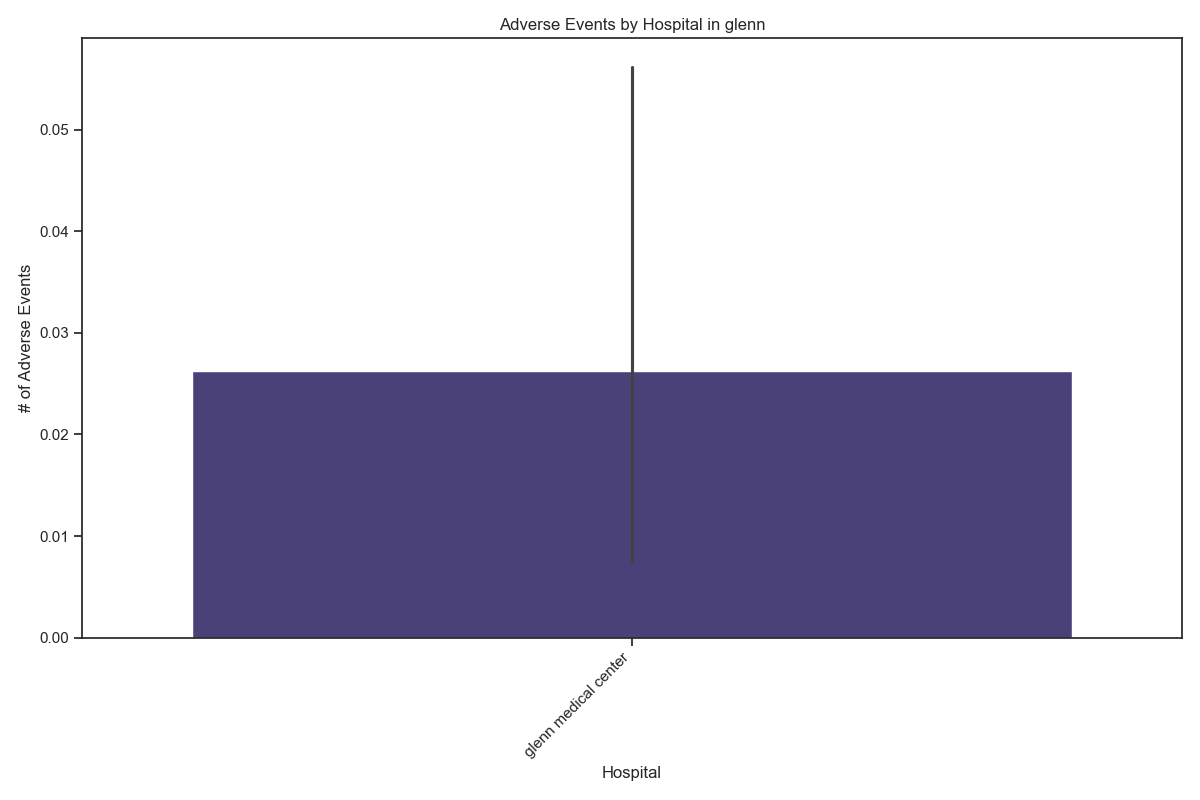 Adverse Events by Hospital in glenn
0.05
0.04
0.03
0.02
0.01
0.00
# of Adverse Events
glenn medical center
Hospital